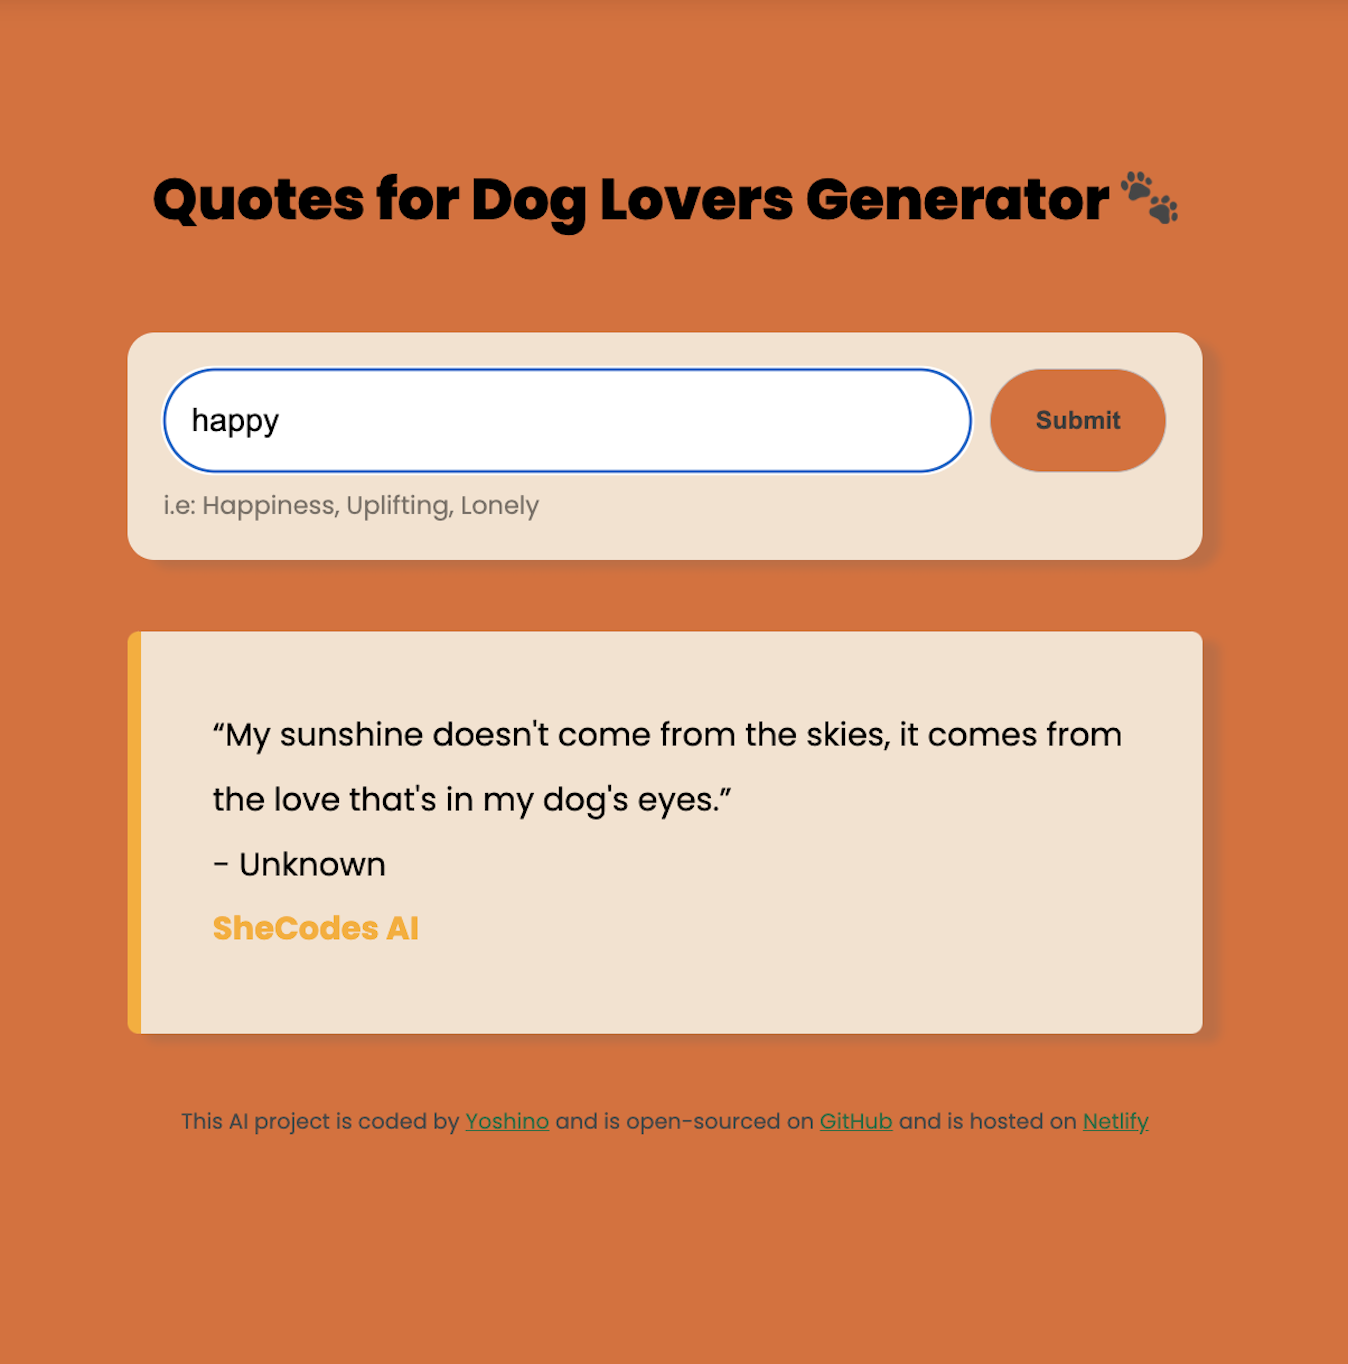 Quotes for Dog Lovers Generator 🐾
happy
Submit
i.e: Happiness, Uplifting, Lonely
“My sunshine doesn't come from the skies, it comes from
the love that's in my dog's eyes.”
- Unknown
SheCodes AI
This AI project is coded by Yoshino and is open-sourced on GitHub and is hosted on Netlify